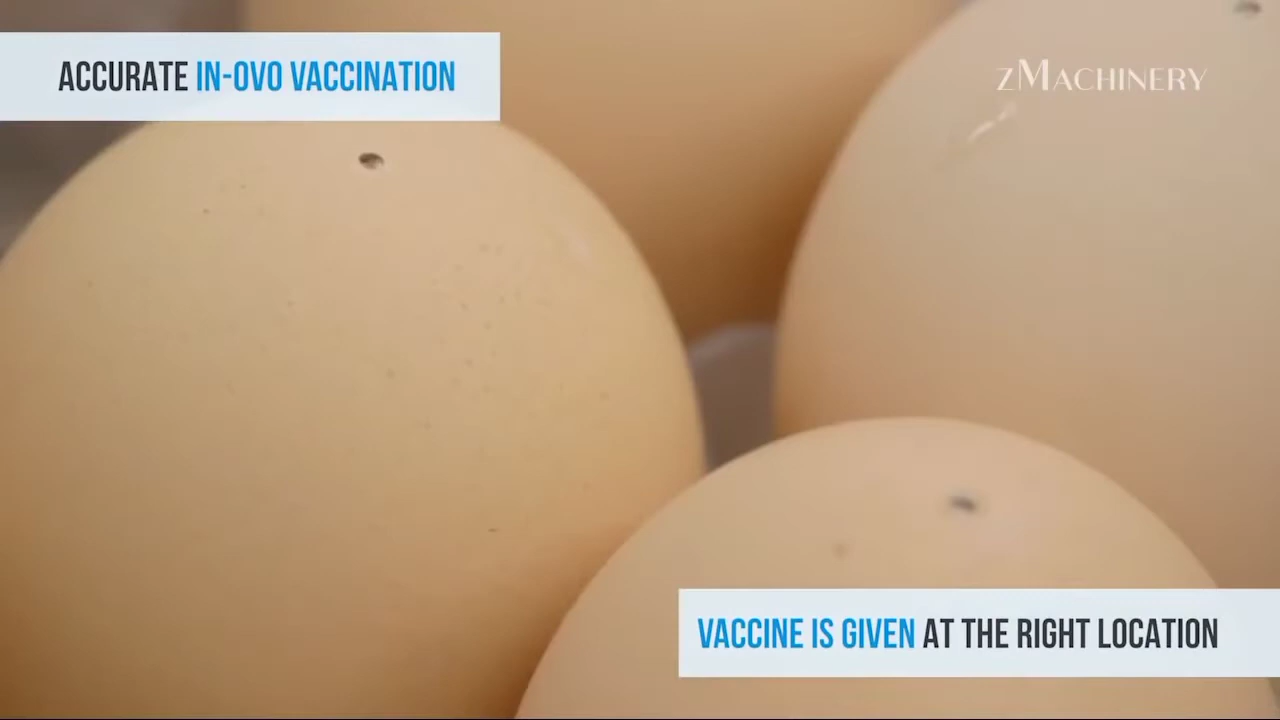 ACCURATE IN-OVO VACCINATION
zMACHINERY
VACCINE IS GIVEN AT THE RIGHT LOCATION